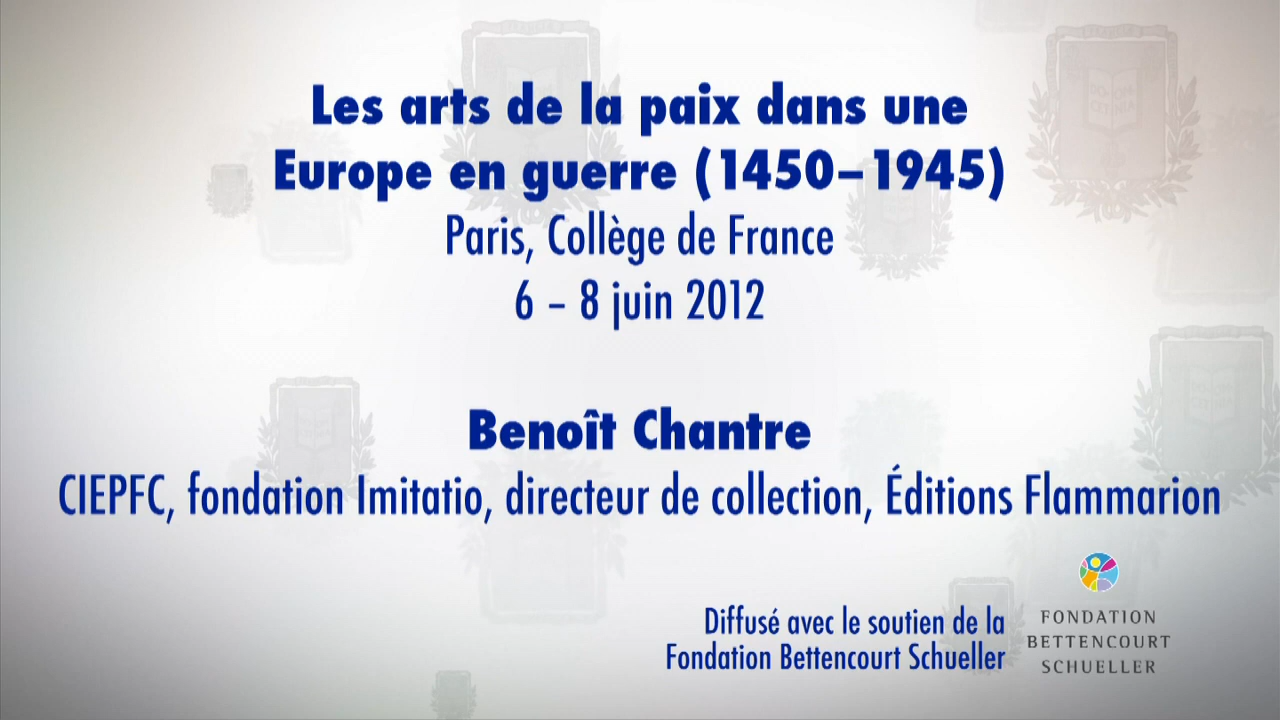 Les arts de la paix dans une
Europe en guerre (1450–1945)
Paris, Collège de France
6 – 8 juin 2012
Benoît Chantre
CIEPFC, fondation Imitatio, directeur de collection, Éditions Flammarion
Diffusé avec le soutien de la
Fondation Bettencourt Schueller
FONDATION
BETTENCOURT
SCHUELLER